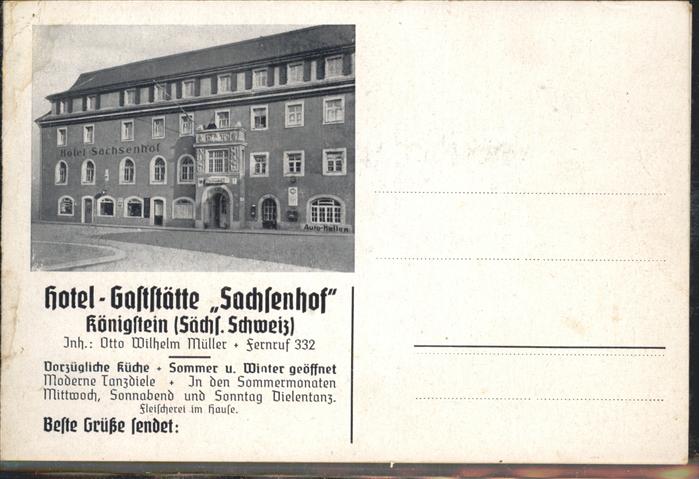 Hotel Sachsenhof
Auto-Hallen
Hotel-Gaststätte „Sachsenhof“
Königstein (Sächs. Schweiz)
Inh.: Otto Wilhelm Müller + Fernruf 332
Vorzügliche Küche + Sommer u. Winter geöffnet
Moderne Tanzdiele + In den Sommermonaten
Mittwoch, Sonnabend und Sonntag Dielentanz.
Fleischerei im Hause.
Beste Grüße sendet: